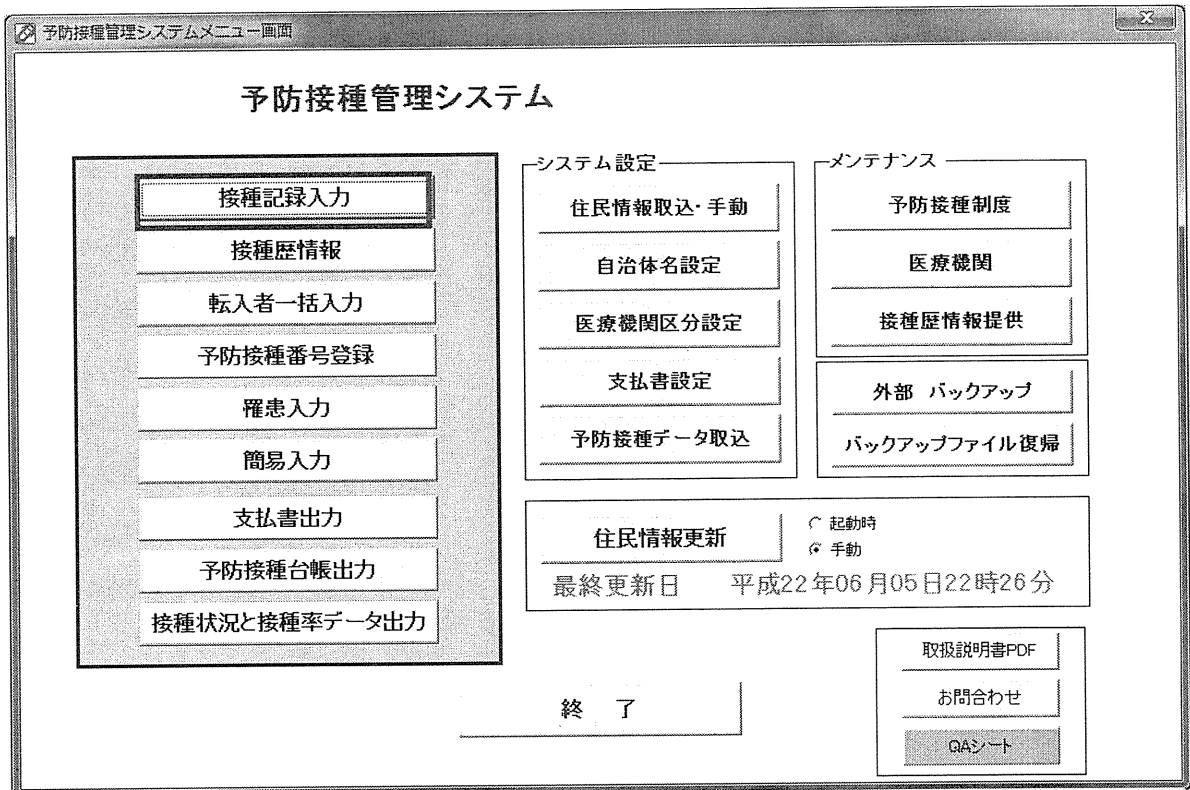 予防接種管理システムメニュー画面
予防接種管理システム
接種記録入力
接種歴情報
転入者一括入力
予防接種番号登録
罹患入力
簡易入力
支払書出力
予防接種台帳出力
接種状況と接種率データ出力
システム設定
住民情報取込・手動
自治体名設定
医療機関区分設定
支払書設定
予防接種データ取込
メンテナンス
予防接種制度
医療機関
接種歴情報提供
外部 バックアップ
バックアップファイル復帰
住民情報更新
起動時
手動
最終更新日 平成22年06月05日22時26分
取扱説明書PDF
お問合わせ
QAシート
終 了